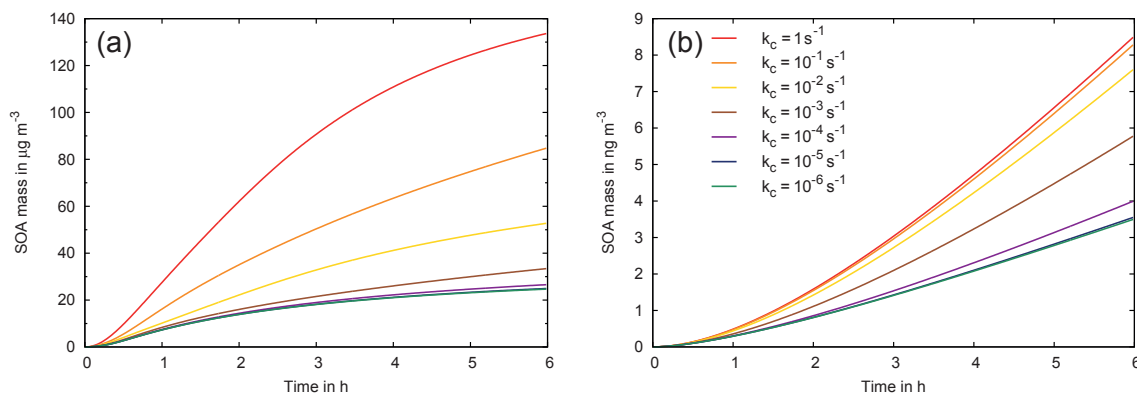 (a)
SOA mass in μg m⁻³
140
120
100
80
60
40
20
0
0 1 2 3 4 5 6
Time in h
(b)
SOA mass in ng m⁻³
9
8
7
6
5
4
3
2
1
0
k_c = 1 s⁻¹
k_c = 10⁻¹ s⁻¹
k_c = 10⁻² s⁻¹
k_c = 10⁻³ s⁻¹
k_c = 10⁻⁴ s⁻¹
k_c = 10⁻⁵ s⁻¹
k_c = 10⁻⁶ s⁻¹
0 1 2 3 4 5 6
Time in h